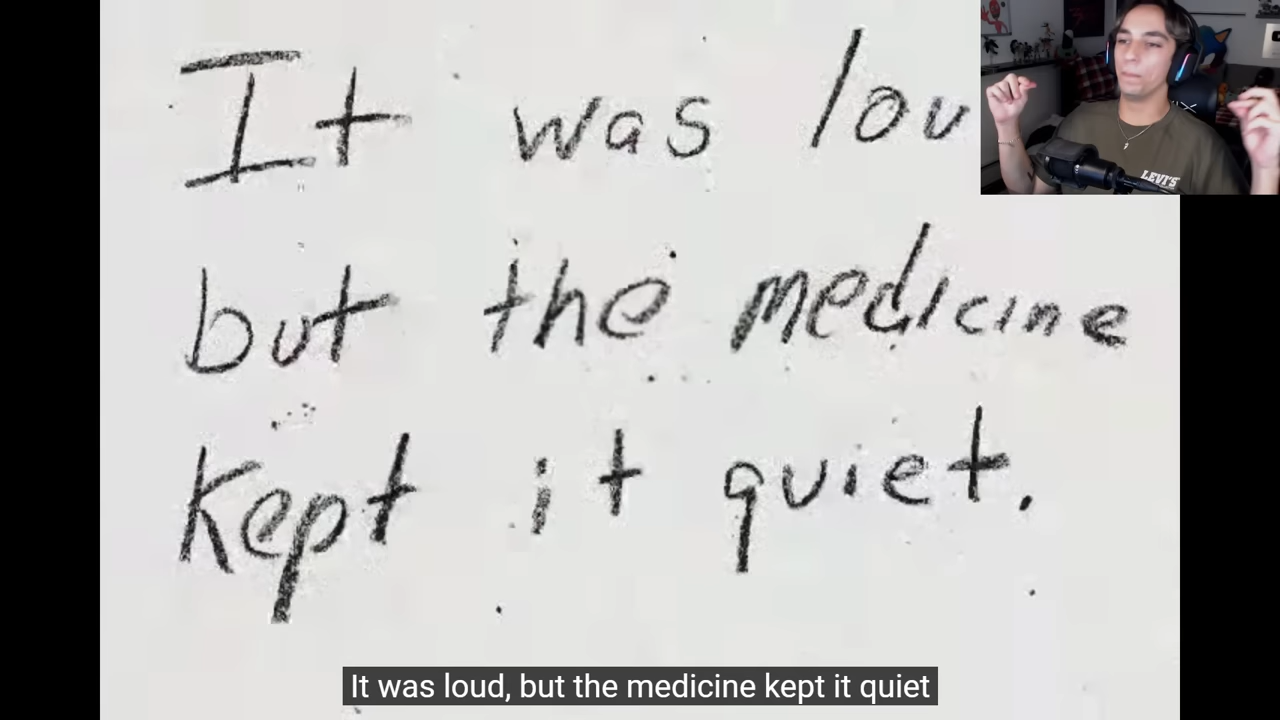 It was lou
but the medicine
kept it quiet.
LEVI'S
It was loud, but the medicine kept it quiet